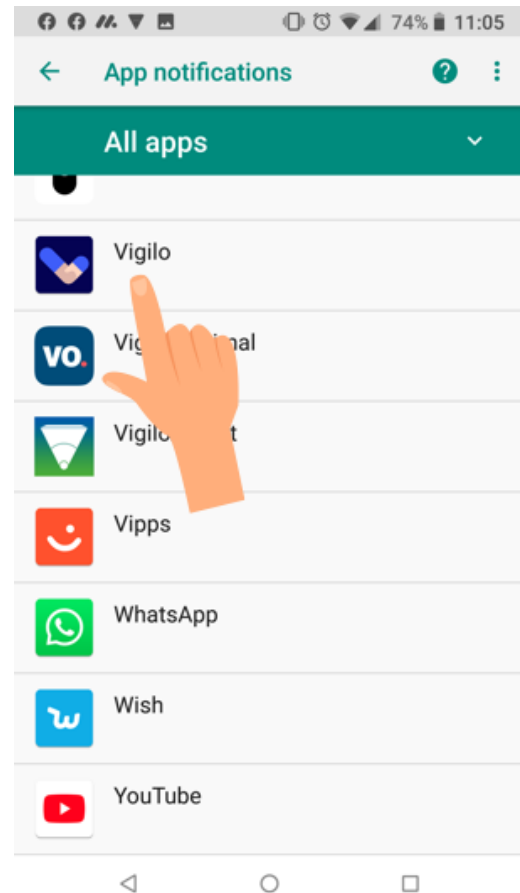 74% 11:05
App notifications
All apps
Vigilo
VO.
Vipps
WhatsApp
Wish
YouTube